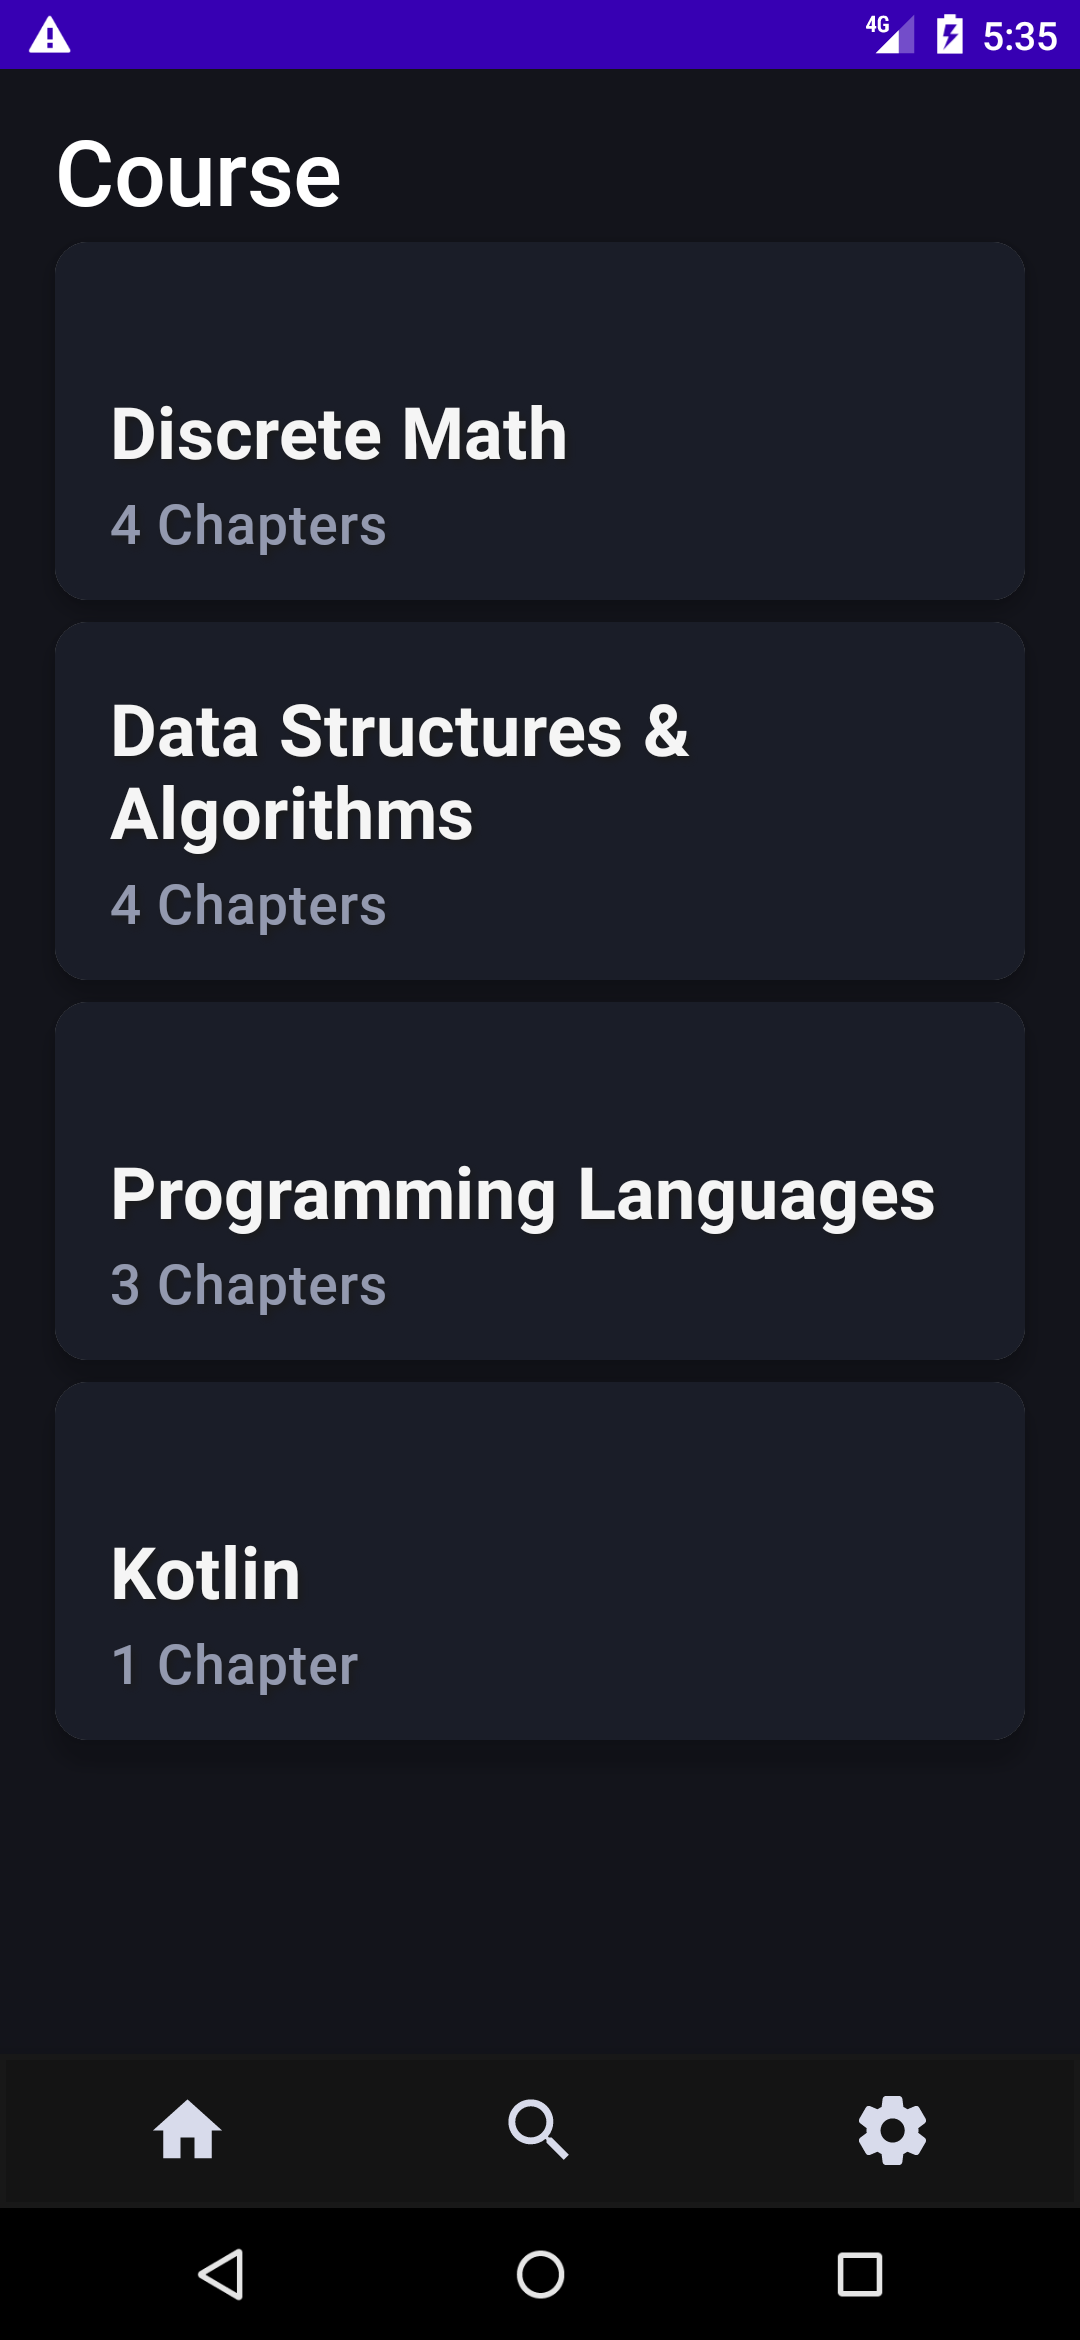 4G 5:35
Course
Discrete Math
4 Chapters
Data Structures &
Algorithms
4 Chapters
Programming Languages
3 Chapters
Kotlin
1 Chapter